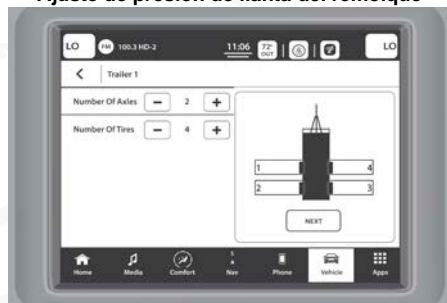 Ajuste de presión de llanta del remolque
LO FM 100.3 HD-2 11:06 72° OUT LO
Trailer 1
Number Of Axles − 2 +
Number Of Tires − 4 +
1 4
2 3
NEXT
Home Media Comfort Nav Phone Vehicle Apps